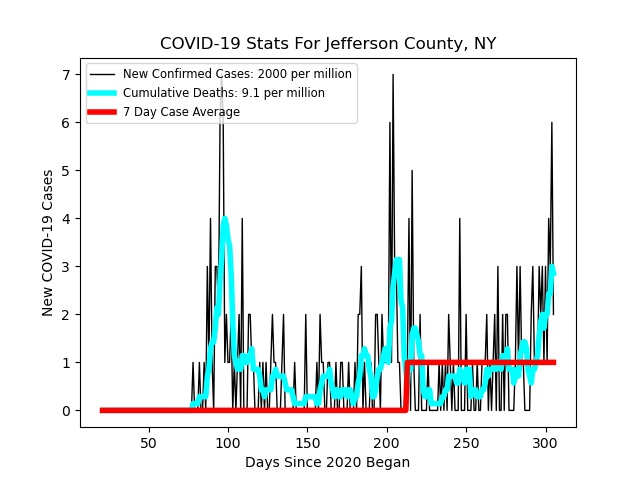 COVID-19 Stats For Jefferson County, NY
New Confirmed Cases: 2000 per million
Cumulative Deaths: 9.1 per million
7 Day Case Average
New COVID-19 Cases
7
6
5
4
3
2
1
0
50 100 150 200 250 300
Days Since 2020 Began